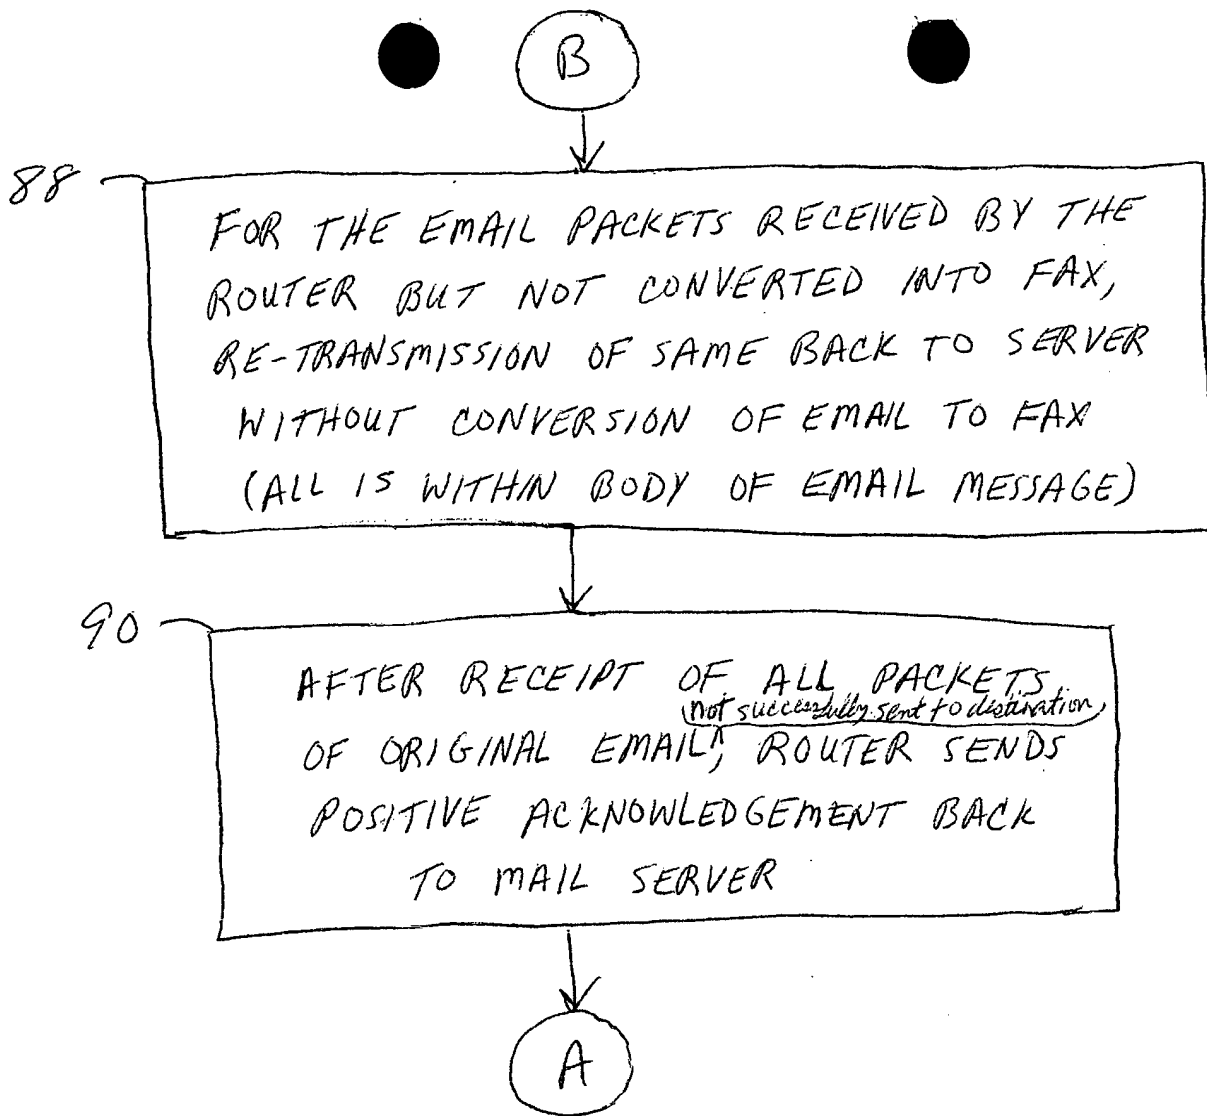 B
88
FOR THE EMAIL PACKETS RECEIVED BY THE
ROUTER BUT NOT CONVERTED INTO FAX,
RE-TRANSMISSION OF SAME BACK TO SERVER
WITHOUT CONVERSION OF EMAIL TO FAX
(ALL IS WITHIN BODY OF EMAIL MESSAGE)
90
AFTER RECEIPT OF ALL PACKETS
not successfully sent to destination
OF ORIGINAL EMAIL, ROUTER SENDS
POSITIVE ACKNOWLEDGEMENT BACK
TO MAIL SERVER
A